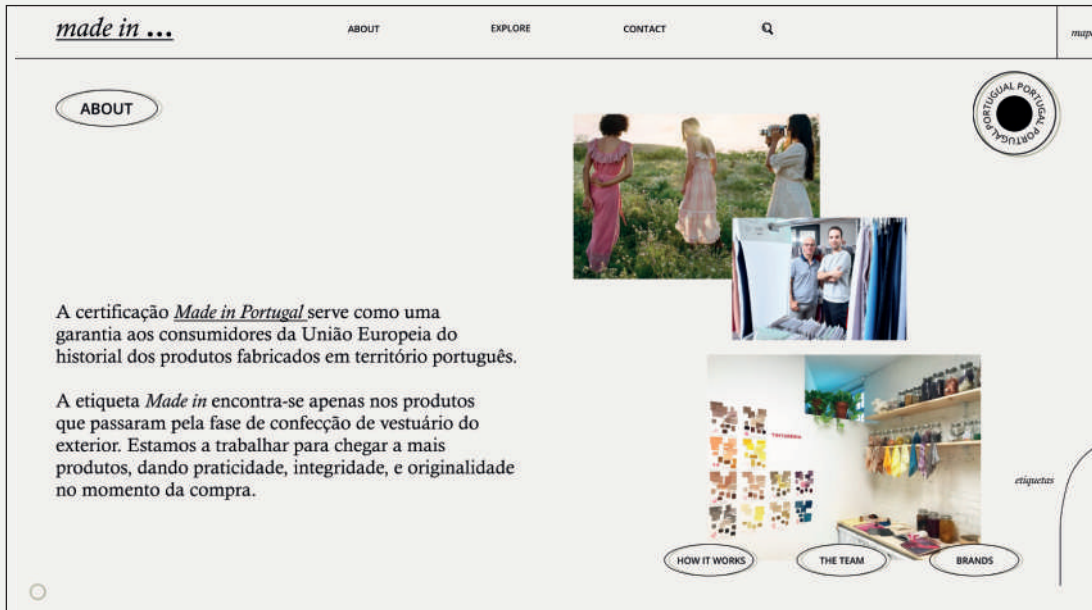 made in ...
ABOUT
EXPLORE
CONTACT
ABOUT
PORTUGAL PORTUGAL PORTUGUAL
A certificação Made in Portugal serve como uma
garantia aos consumidores da União Europeia do
historial dos produtos fabricados em território português.
A etiqueta Made in encontra-se apenas nos produtos
que passaram pela fase de confecção de vestuário do
exterior. Estamos a trabalhar para chegar a mais
produtos, dando praticidade, integridade, e originalidade
no momento da compra.
TINTURARIA
etiquetas
HOW IT WORKS
THE TEAM
BRANDS